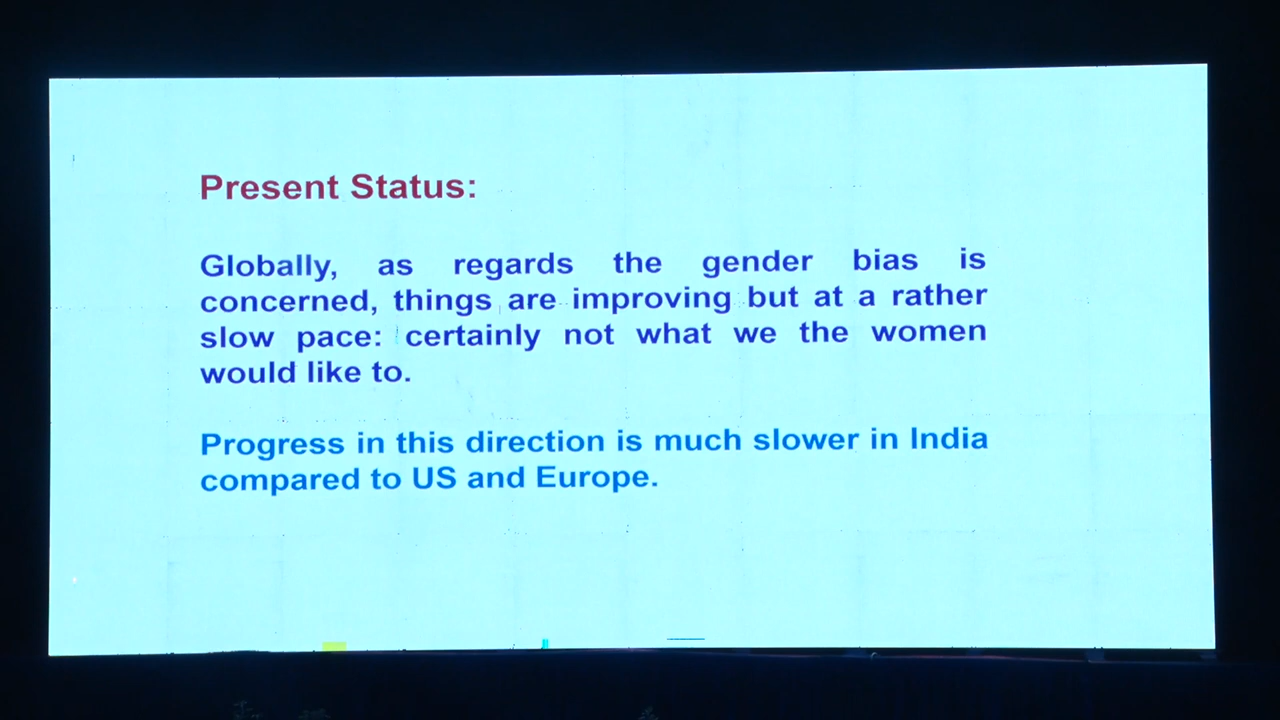 Present Status:
Globally, as regards the gender bias is
concerned, things are improving but at a rather
slow pace: certainly not what we the women
would like to.
Progress in this direction is much slower in India
compared to US and Europe.